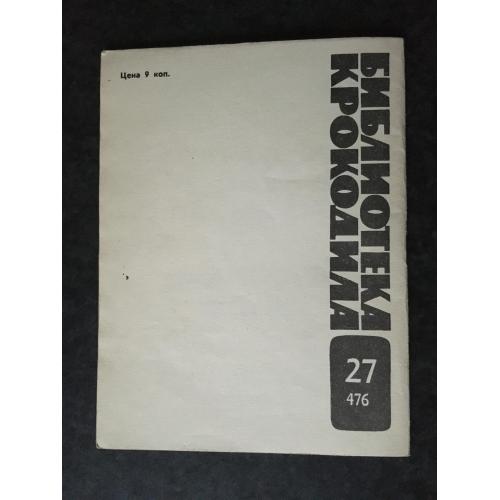 Цена 9 коп.
БИБЛИОТЕКА
КРОКОДИЛА
27
476